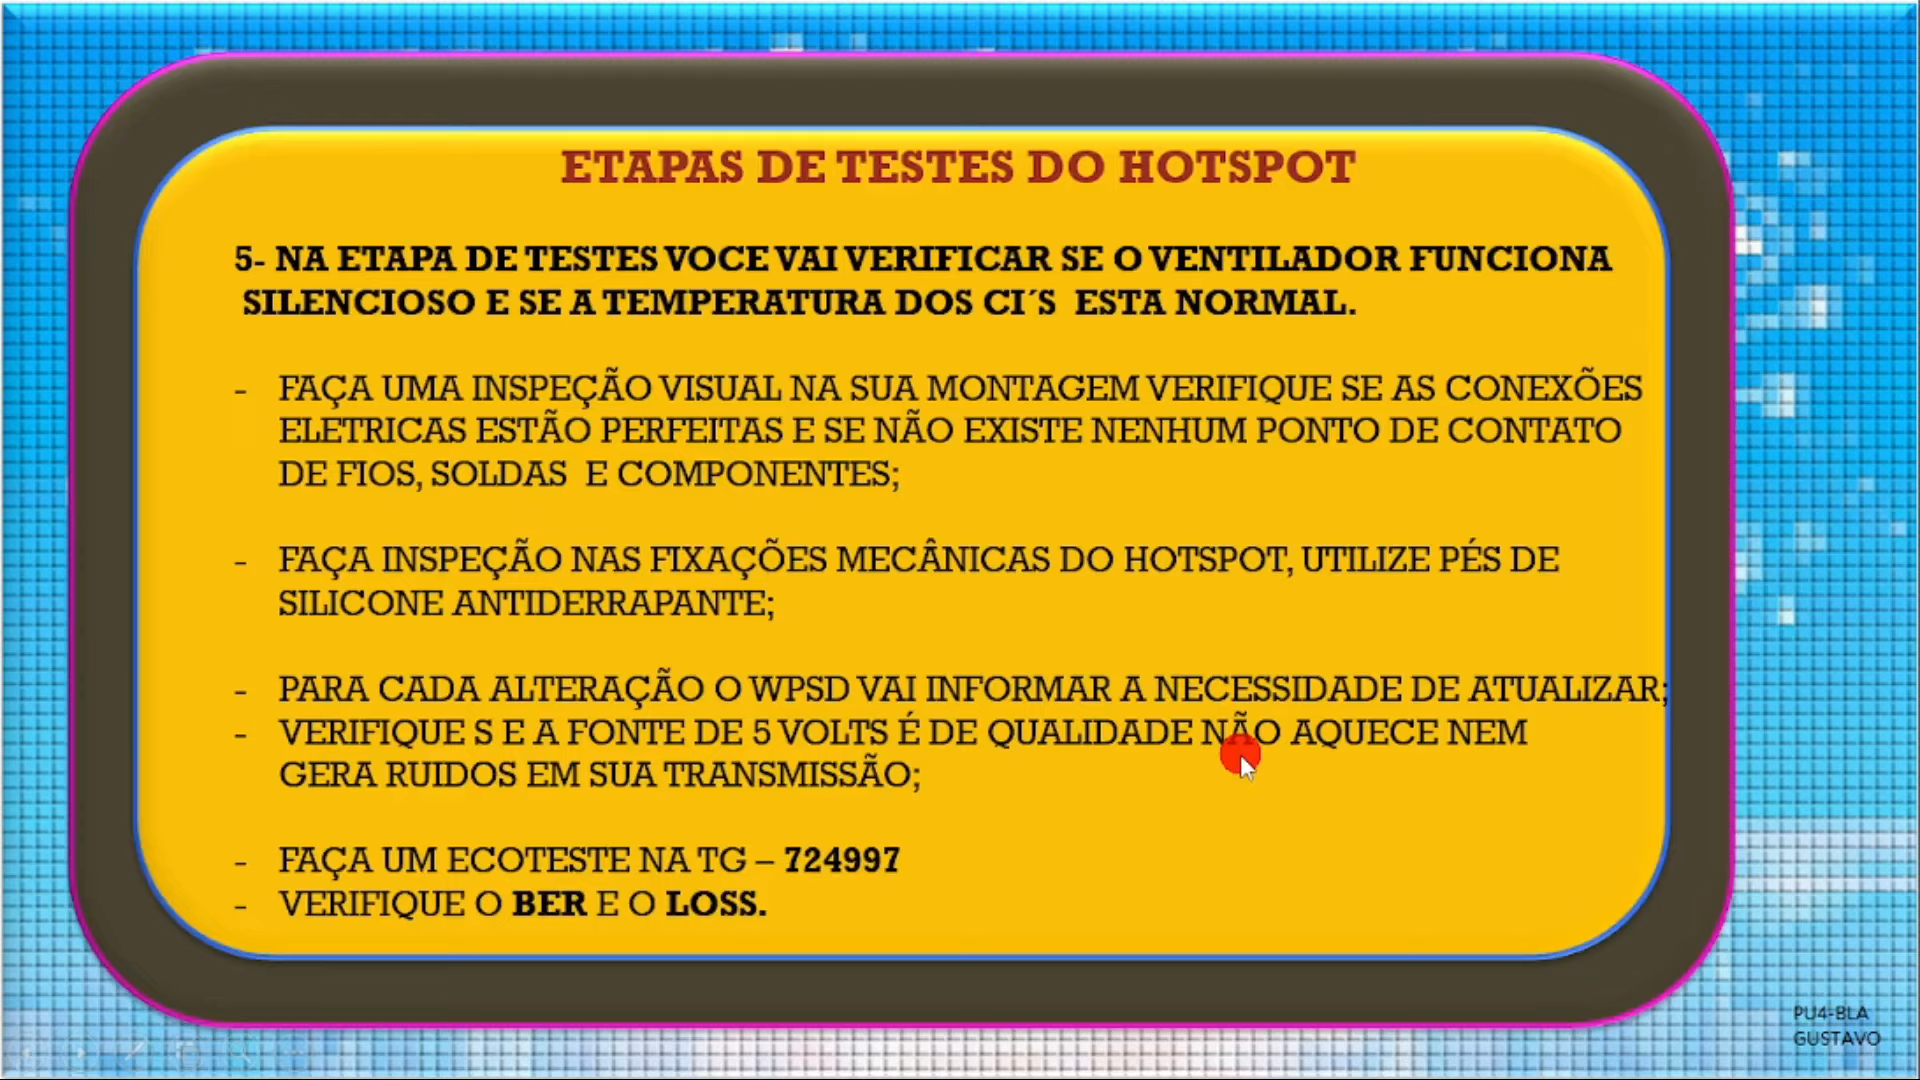 ETAPAS DE TESTES DO HOTSPOT
5- NA ETAPA DE TESTES VOCE VAI VERIFICAR SE O VENTILADOR FUNCIONA
SILENCIOSO E SE A TEMPERATURA DOS CI´S ESTA NORMAL.
- FAÇA UMA INSPEÇÃO VISUAL NA SUA MONTAGEM VERIFIQUE SE AS CONEXÕES
ELETRICAS ESTÃO PERFEITAS E SE NÃO EXISTE NENHUM PONTO DE CONTATO
DE FIOS, SOLDAS E COMPONENTES;
- FAÇA INSPEÇÃO NAS FIXAÇÕES MECÂNICAS DO HOTSPOT, UTILIZE PÉS DE
SILICONE ANTIDERRAPANTE;
- PARA CADA ALTERAÇÃO O WPSD VAI INFORMAR A NECESSIDADE DE ATUALIZAR;
- VERIFIQUE S E A FONTE DE 5 VOLTS É DE QUALIDADE NÃO AQUECE NEM
GERA RUIDOS EM SUA TRANSMISSÃO;
- FAÇA UM ECOTESTE NA TG – 724997
- VERIFIQUE O BER E O LOSS.
PU4-BLA
GUSTAVO